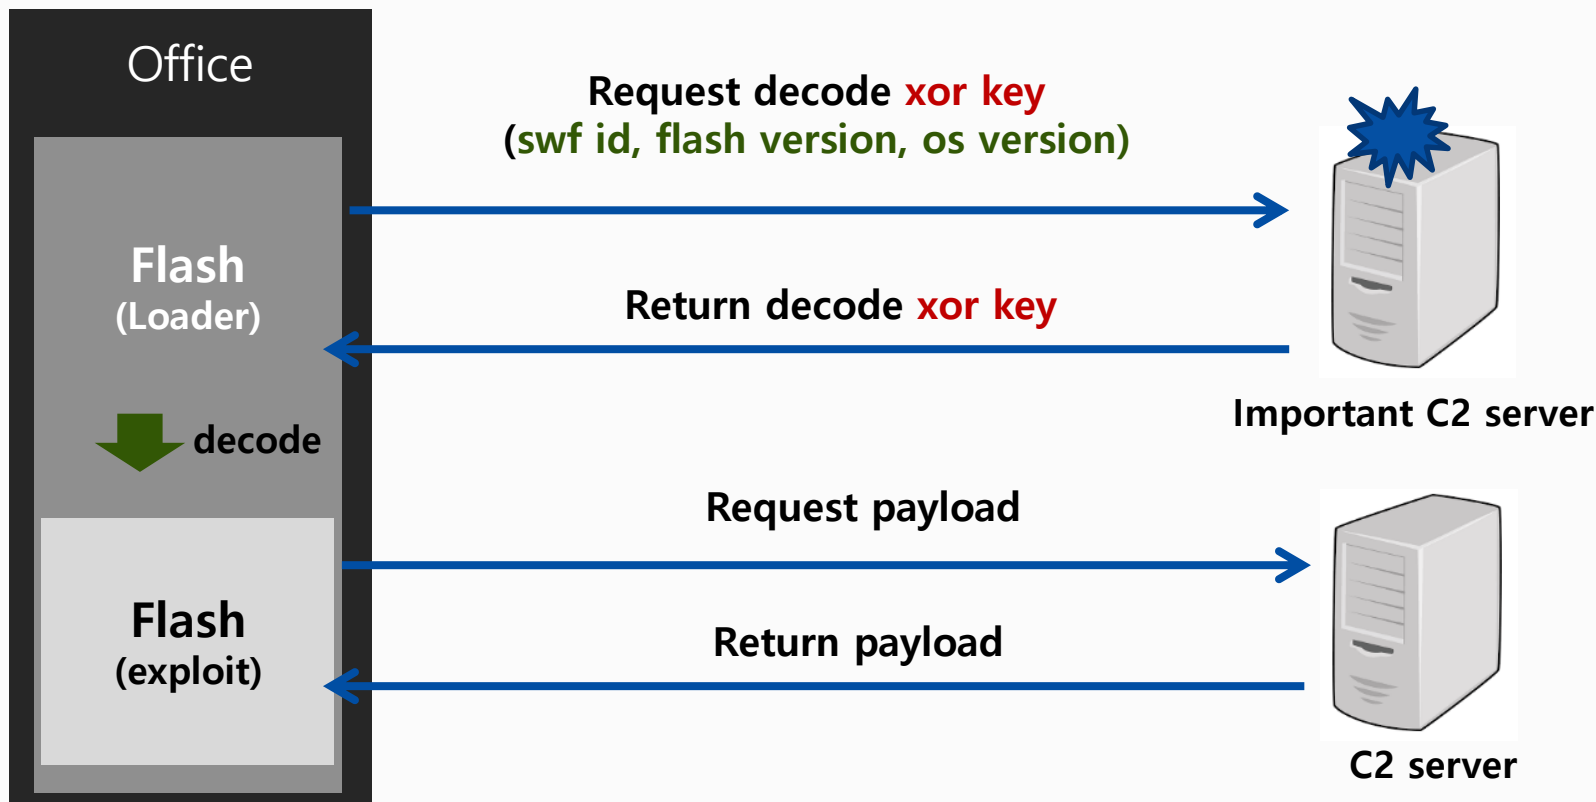 Office
Request decode xor key
(swf id, flash version, os version)
Flash
(Loader)
Return decode xor key
Important C2 server
decode
Request payload
Flash
(exploit)
Return payload
C2 server